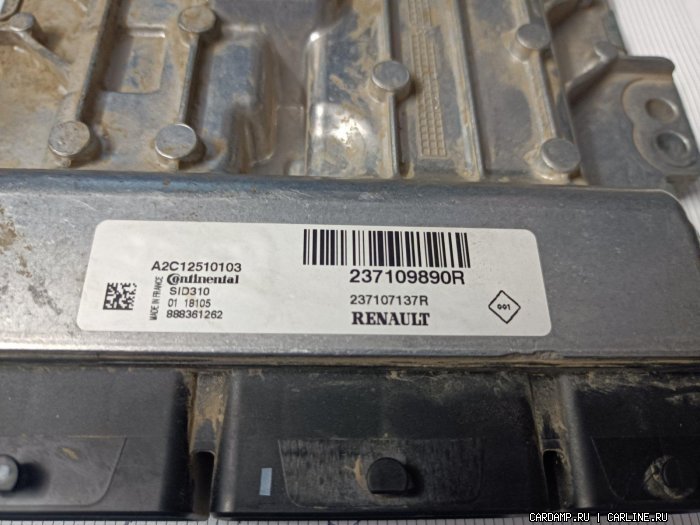 A2C12510103
Continental
SID310
01 18105
888361262
MADE IN FRANCE
237109890R
237107137R
RENAULT
001
CARDAMP.RU | CARLINE.RU